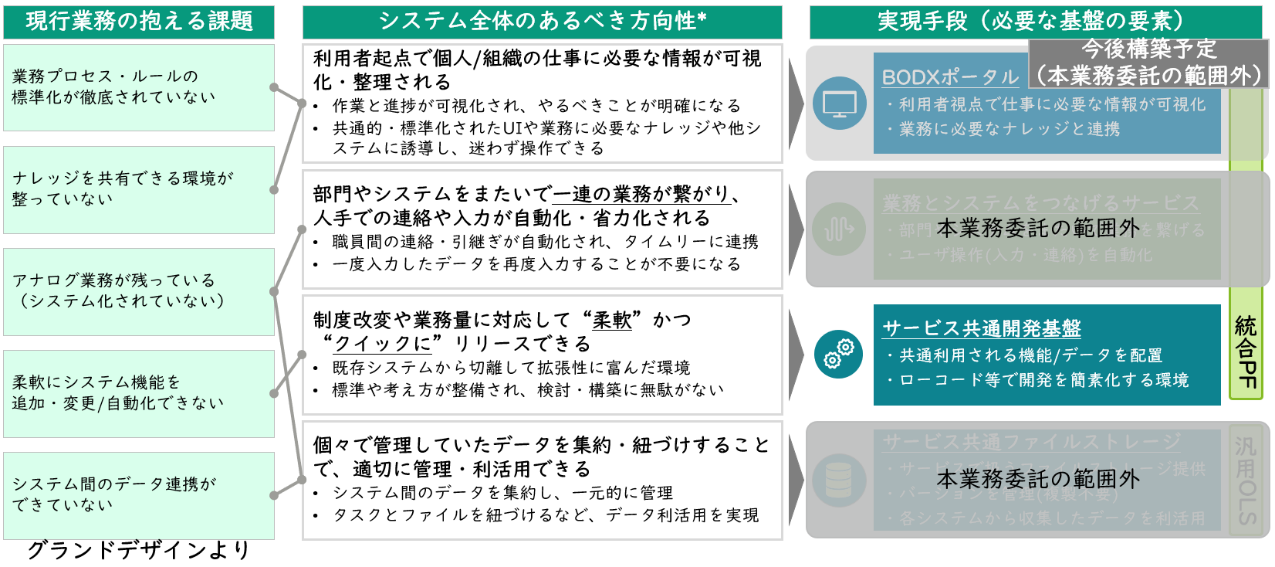 現行業務の抱える課題
システム全体のあるべき方向性*
実現手段（必要な基盤の要素）
業務プロセス・ルールの
標準化が徹底されていない
ナレッジを共有できる環境が
整っていない
アナログ業務が残っている
（システム化されていない）
柔軟にシステム機能を
追加・変更/自動化できない
システム間のデータ連携が
できていない
グランドデザインより
利用者起点で個人/組織の仕事に必要な情報が可視
化・整理される
• 作業と進捗が可視化され、やるべきことが明確になる
• 共通的・標準化されたUIや業務に必要なナレッジや他シ
ステムに誘導し、迷わず操作できる
部門やシステムをまたいで一連の業務が繋がり、
人手での連絡や入力が自動化・省力化される
• 職員間の連絡・引継ぎが自動化され、タイムリーに連携
• 一度入力したデータを再度入力することが不要になる
制度改変や業務量に対応して“柔軟”かつ
“クイックに”リリースできる
• 既存システムから切離して拡張性に富んだ環境
• 標準や考え方が整備され、検討・構築に無駄がない
個々で管理していたデータを集約・紐づけすること
で、適切に管理・利活用できる
• システム間のデータを集約し、一元的に管理
• タスクとファイルを紐づけるなど、データ利活用を実現
今後構築予定
（本業務委託の範囲外）
BODXポータル
・利用者視点で仕事に必要な情報が可視化
・業務に必要なナレッジと連携
業務とシステムをつなげるサービス
・部門
を繋げる
本業務委託の範囲外
・ユーザ操作(入力・連絡)を自動化
サービス共通開発基盤
・共通利用される機能/データを配置
・ローコード等で開発を簡素化する環境
統合PF
サービス共通ファイルストレージ
・サービス
ージ提供
本業務委託の範囲外
・バージョンを管理(複製不要)
・各システムから収集したデータを利活用
汎用OLS